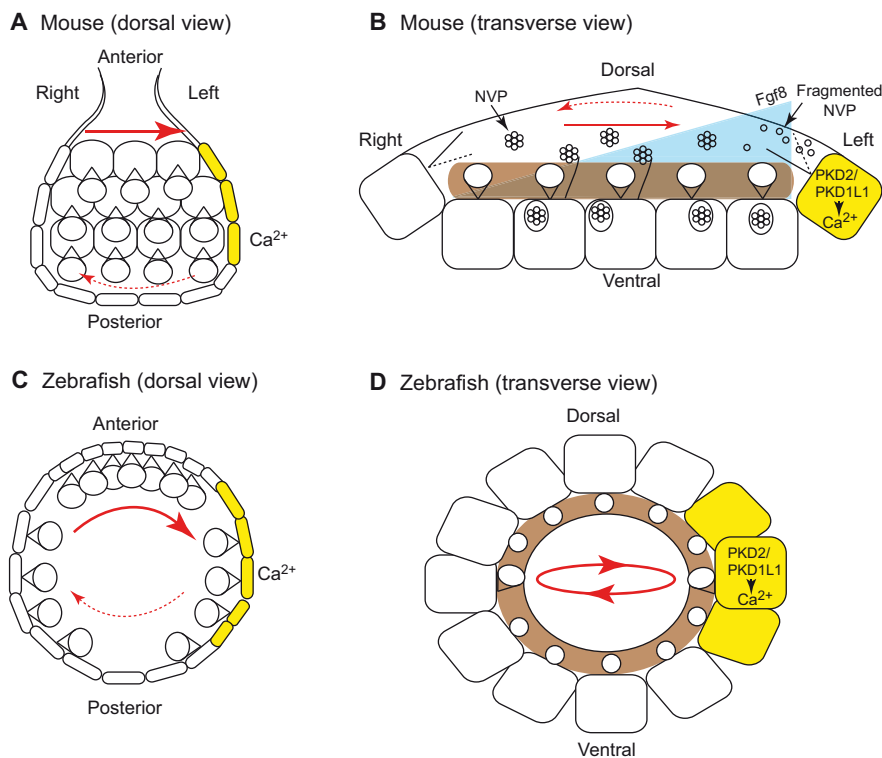 A Mouse (dorsal view)
Anterior
Right
Left
Ca2+
Posterior
B Mouse (transverse view)
Dorsal
NVP
Fgf8
Fragmented
NVP
Right
Left
PKD2/
PKD1L1
Ca2+
Ventral
C Zebrafish (dorsal view)
Anterior
Ca2+
Posterior
D Zebrafish (transverse view)
Dorsal
PKD2/
PKD1L1
Ca2+
Ventral